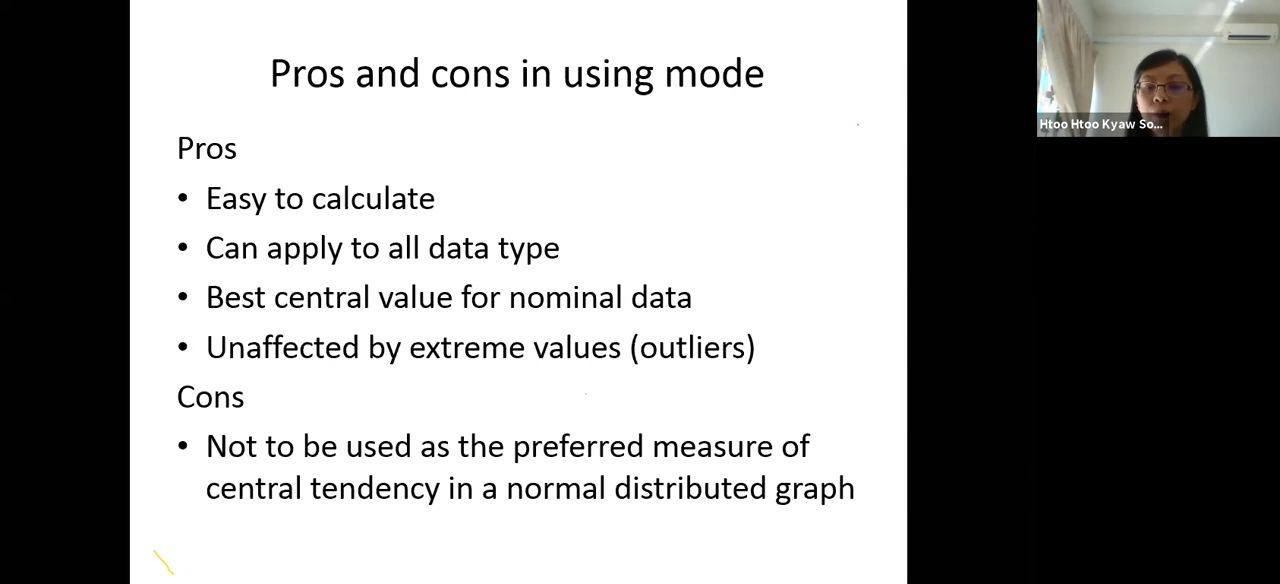 Pros and cons in using mode
Pros
• Easy to calculate
• Can apply to all data type
• Best central value for nominal data
• Unaffected by extreme values (outliers)
Cons
• Not to be used as the preferred measure of
central tendency in a normal distributed graph
Htoo Htoo Kyaw So...